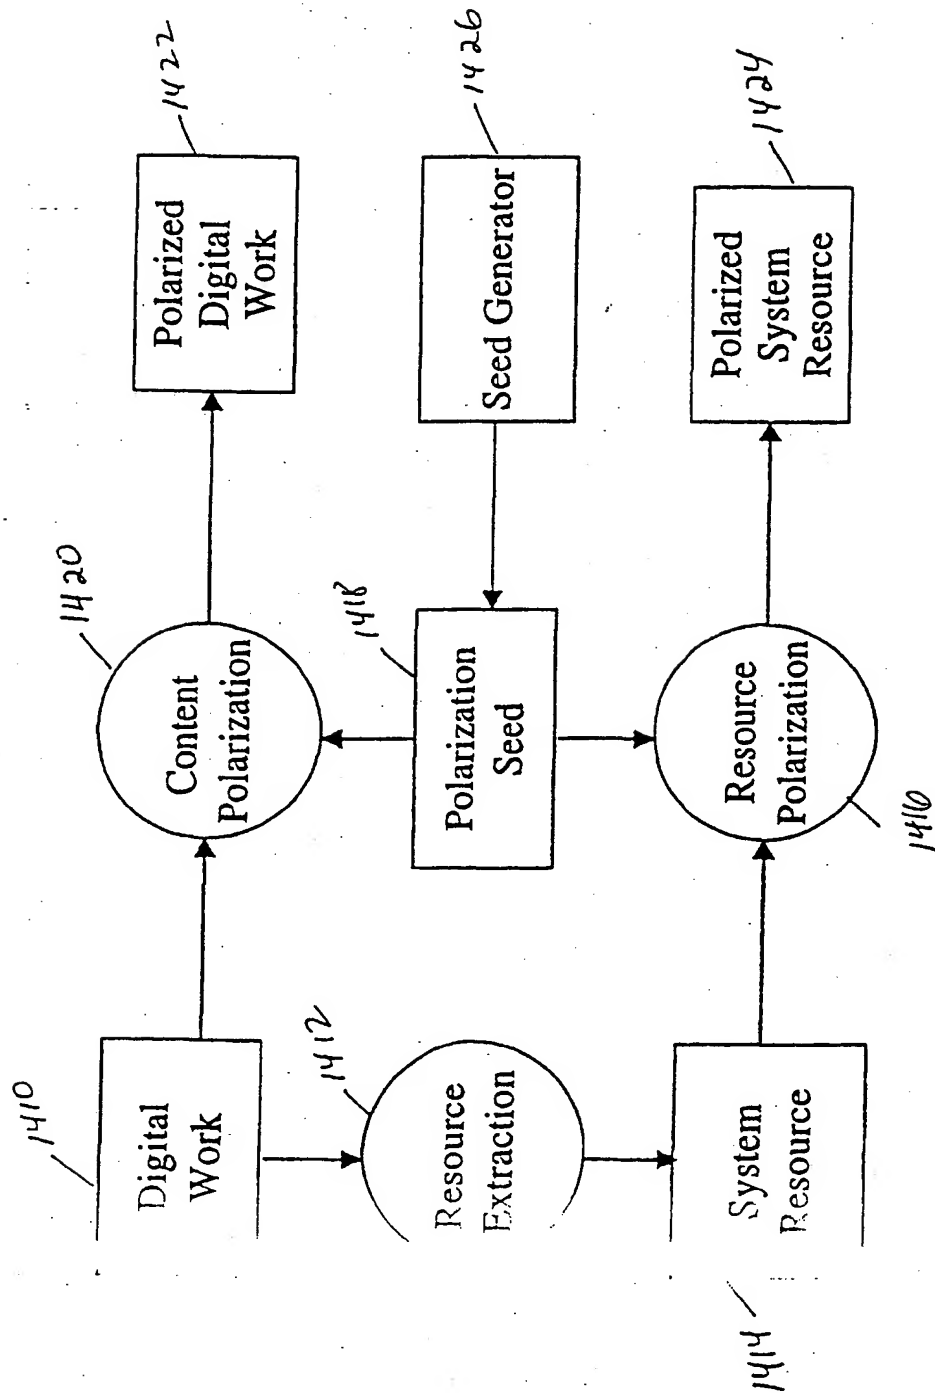 1410
Digital
Work
1420
Content
Polarization
1422
Polarized
Digital
Work
1412
Resource
Extraction
1418
Polarization
Seed
1426
Seed Generator
1414
System
Resource
1416
Resource
Polarization
1424
Polarized
System
Resource